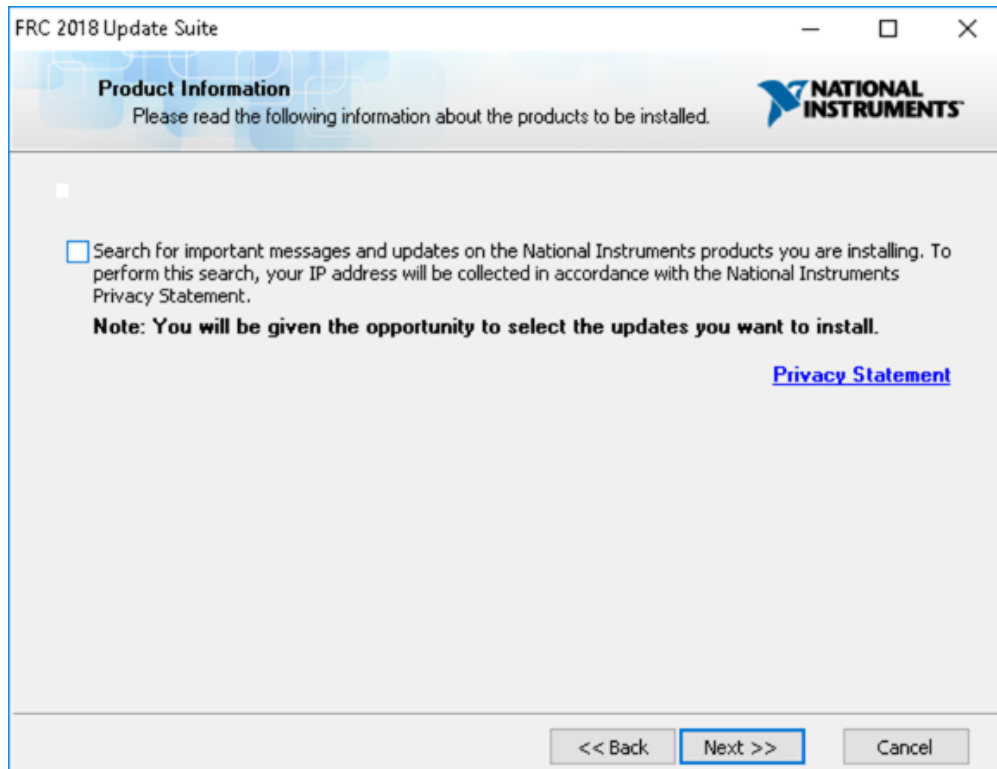 FRC 2018 Update Suite
Product Information
Please read the following information about the products to be installed.
NATIONAL
INSTRUMENTS™
Search for important messages and updates on the National Instruments products you are installing. To
perform this search, your IP address will be collected in accordance with the National Instruments
Privacy Statement.
Note: You will be given the opportunity to select the updates you want to install.
Privacy Statement
<< Back
Next >>
Cancel